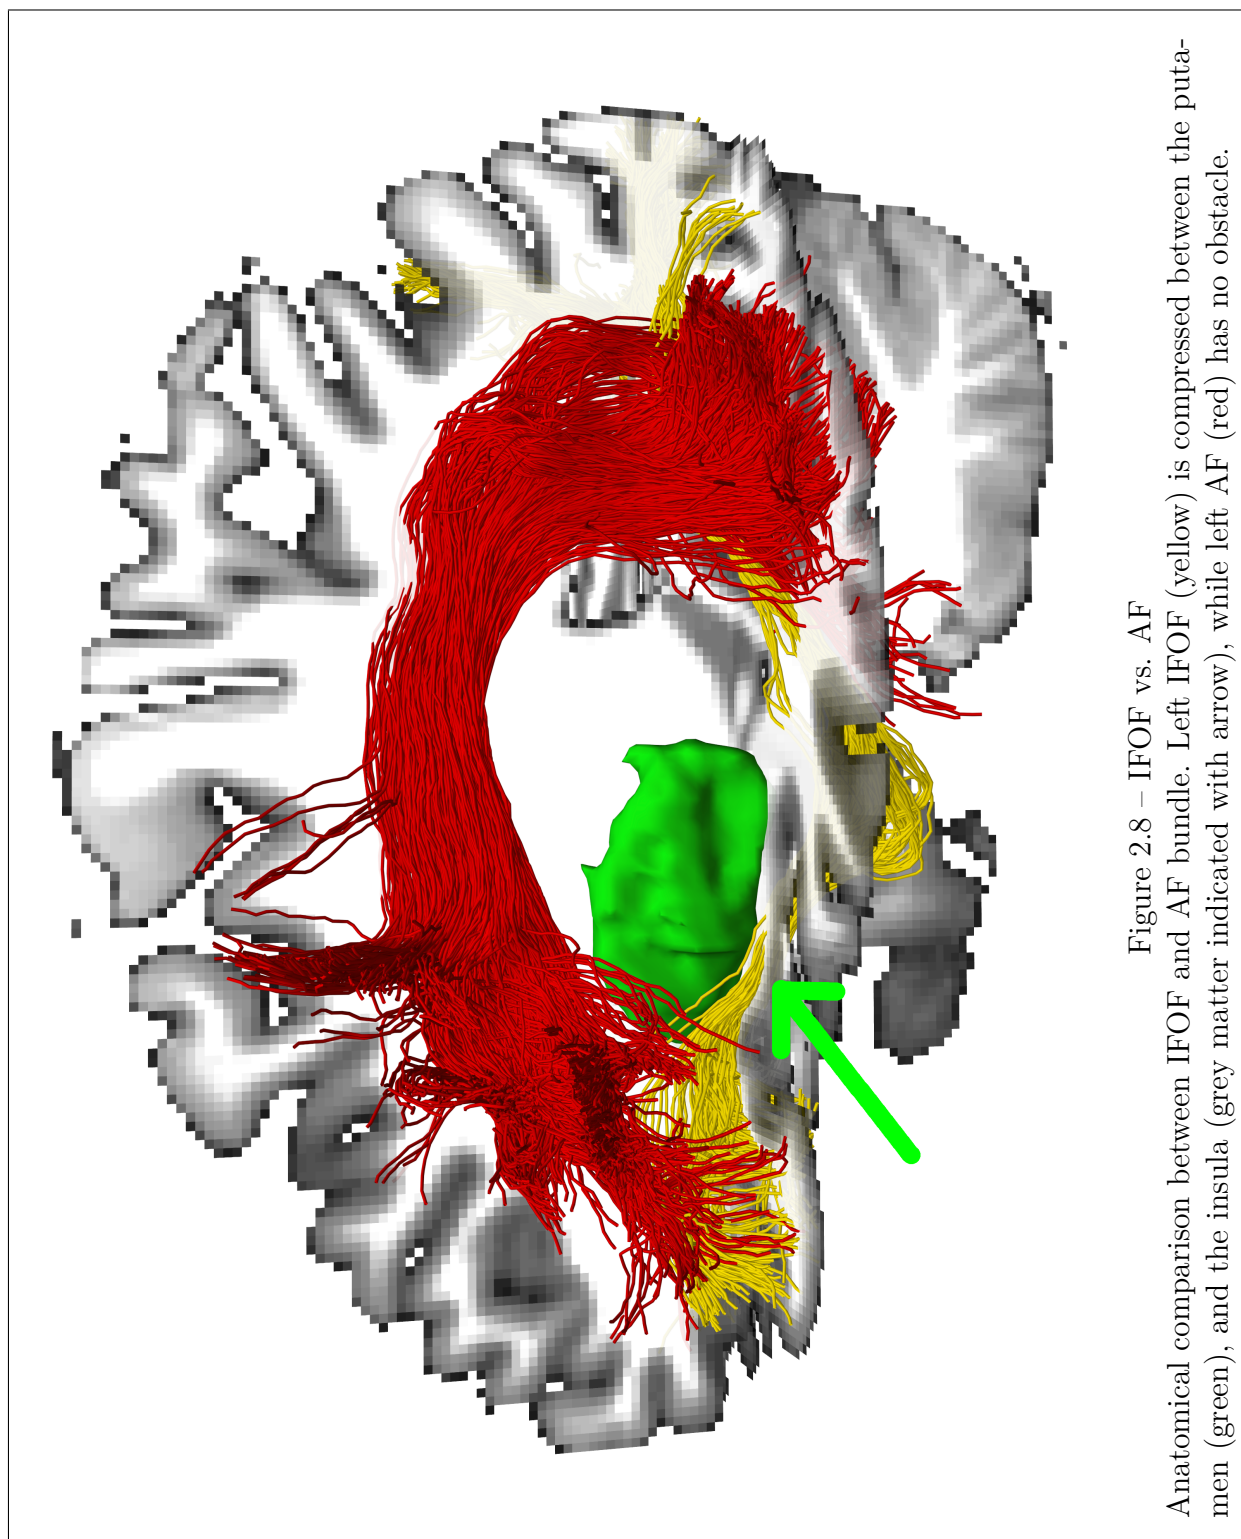 Figure 2.8 – IFOF vs. AF
Anatomical comparison between IFOF and AF bundle. Left IFOF (yellow) is compressed between the puta-
men (green), and the insula (grey matter indicated with arrow), while left AF (red) has no obstacle.